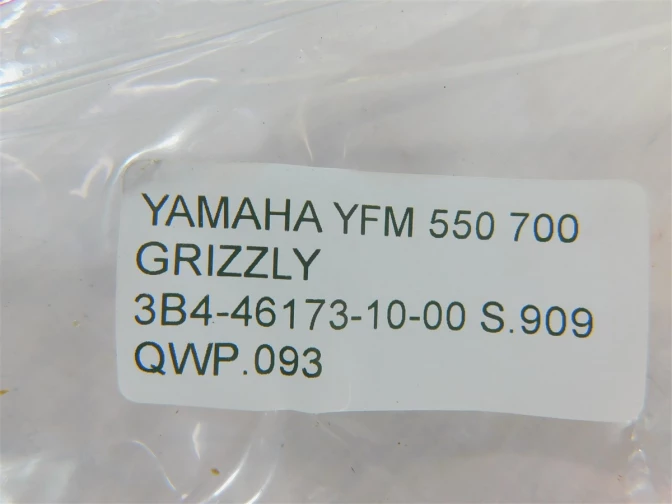 YAMAHA YFM 550 700
GRIZZLY
3B4-46173-10-00 S.909
QWP.093